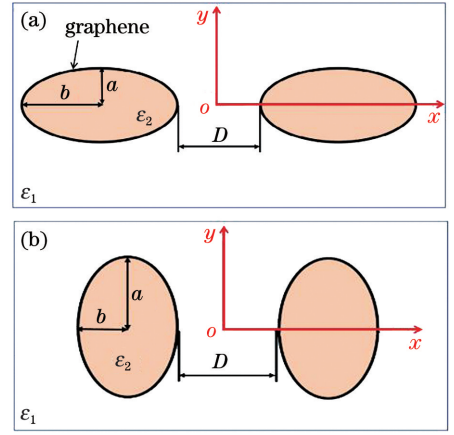 (a)
graphene
y
b
a
ε₂
o
x
D
ε₁
(b)
y
a
b
o
x
ε₂
D
ε₁